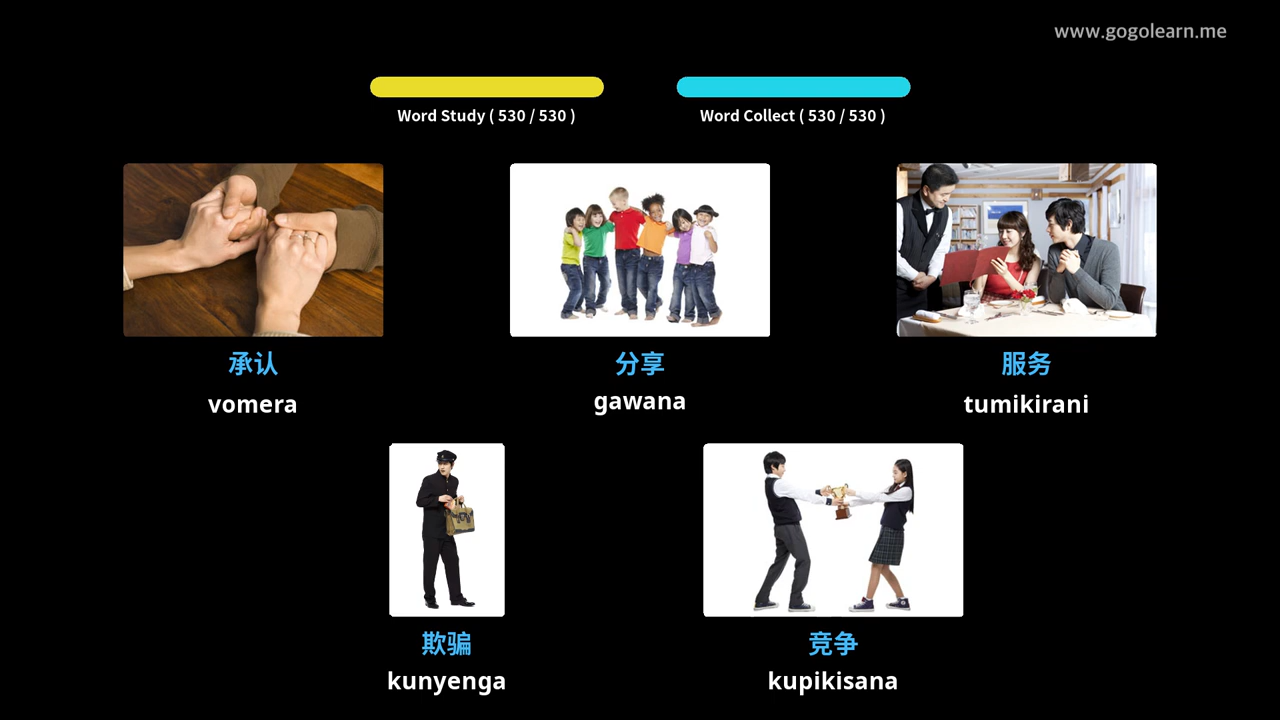 www.gogolearn.me
Word Study ( 530 / 530 )
Word Collect ( 530 / 530 )
承认
分享
服务
vomera
gawana
tumikirani
欺骗
竞争
kunyenga
kupikisana